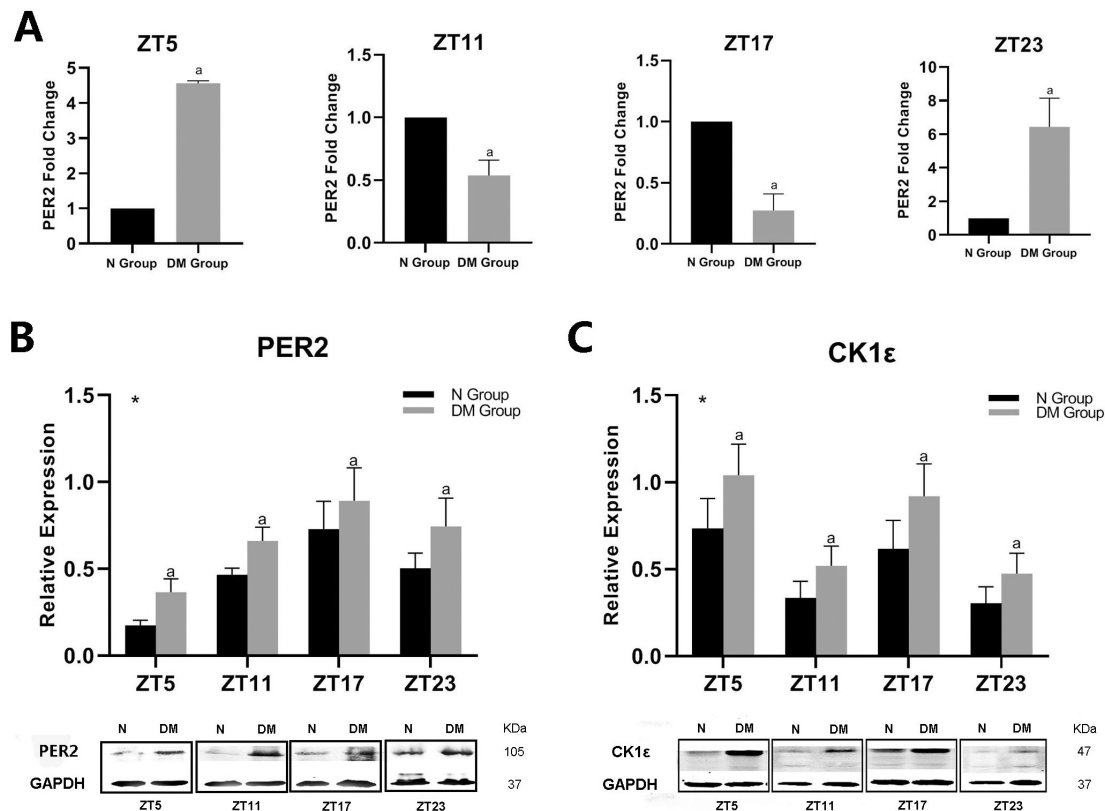 A
ZT5
PER2 Fold Change
5
4
3
2
1
0
a
N Group DM Group
ZT11
PER2 Fold Change
1.5
1.0
0.5
0.0
a
N Group DM Group
ZT17
PER2 Fold Change
1.5
1.0
0.5
0.0
a
N Group DM Group
ZT23
PER2 Fold Change
10
8
6
4
2
0
a
N Group DM Group
B
PER2
N Group
DM Group
Relative Expression
1.5
1.0
0.5
0.0
*
a
a
a
a
ZT5 ZT11 ZT17 ZT23
N DM N DM N DM N DM KDa
PER2 105
GAPDH 37
ZT5 ZT11 ZT17 ZT23
C
CK1ε
N Group
DM Group
Relative Expression
1.5
1.0
0.5
0.0
*
a
a
a
a
ZT5 ZT11 ZT17 ZT23
N DM N DM N DM N DM KDa
CK1ε 47
GAPDH 37
ZT5 ZT11 ZT17 ZT23